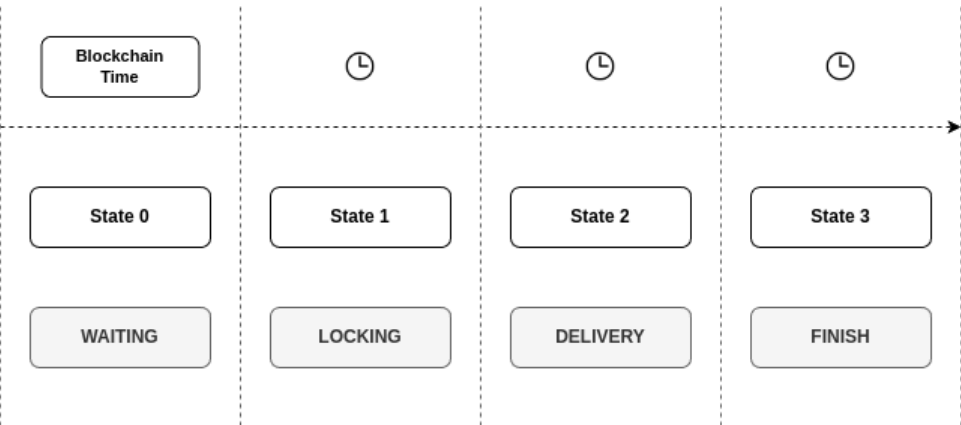 Blockchain
Time
State 0
State 1
State 2
State 3
WAITING
LOCKING
DELIVERY
FINISH